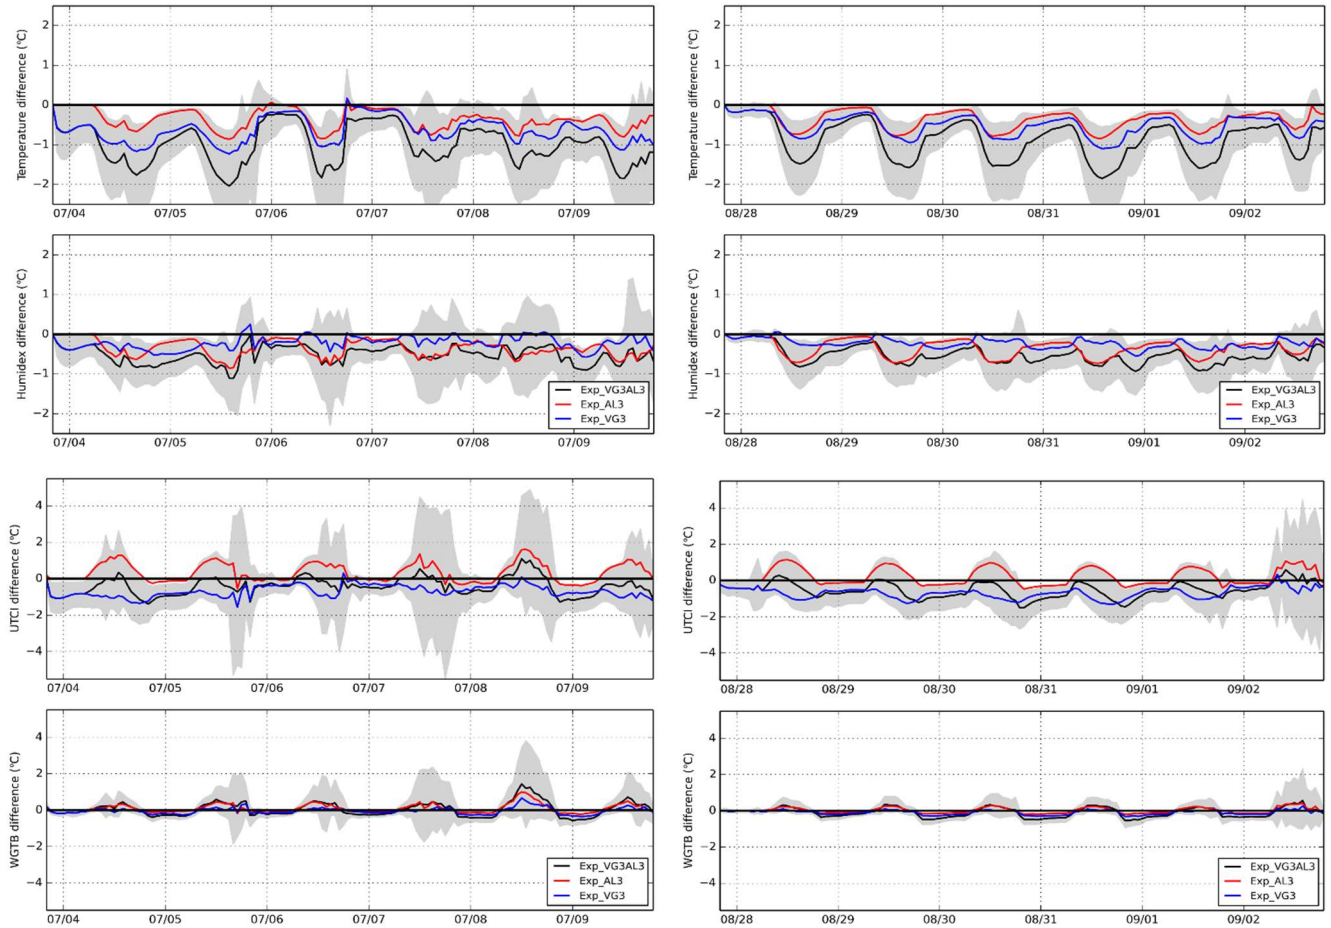 Temperature difference (℃)
2
1
0
−1
−2
07/04 07/05 07/06 07/07 07/08 07/09
Temperature difference (℃)
2
1
0
−1
−2
08/28 08/29 08/30 08/31 09/01 09/02
Humidex difference (℃)
2
1
0
−1
−2
Exp_VG3AL3
Exp_AL3
Exp_VG3
07/04 07/05 07/06 07/07 07/08 07/09
Humidex difference (℃)
2
1
0
−1
−2
Exp_VG3AL3
Exp_AL3
Exp_VG3
08/28 08/29 08/30 08/31 09/01 09/02
UTCI difference (℃)
4
2
0
−2
−4
07/04 07/05 07/06 07/07 07/08 07/09
UTCI difference (℃)
4
2
0
−2
−4
08/28 08/29 08/30 08/31 09/01 09/02
WGTB difference (℃)
4
2
0
−2
−4
Exp_VG3AL3
Exp_AL3
Exp_VG3
07/04 07/05 07/06 07/07 07/08 07/09
WGTB difference (℃)
4
2
0
−2
−4
Exp_VG3AL3
Exp_AL3
Exp_VG3
08/28 08/29 08/30 08/31 09/01 09/02